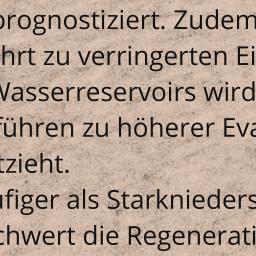 prognostiziert. Zudem
hrt zu verringerten Ei
Wasserreservoirs wird
führen zu höherer Eva
tzieht.
ufiger als Starknieders
chwert die Regenerati